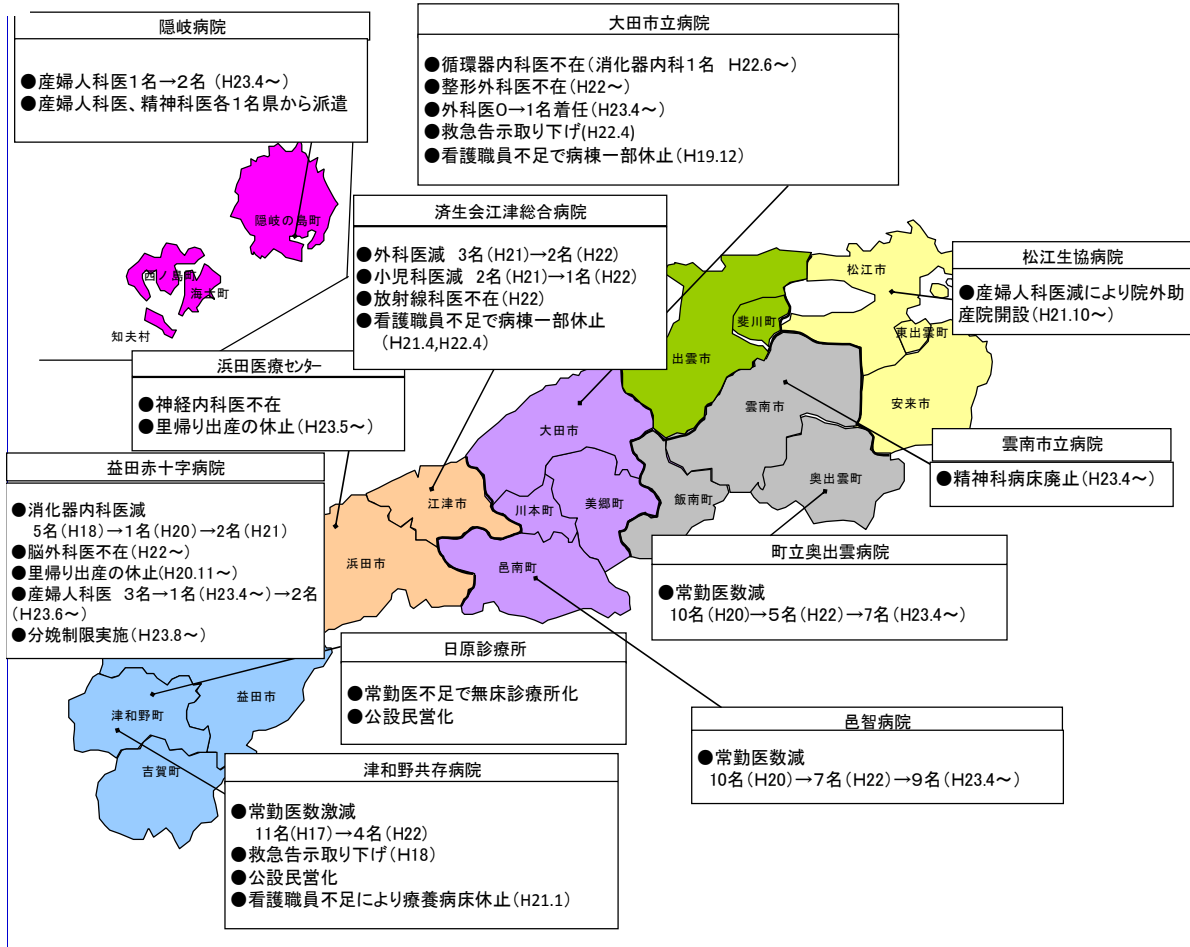 隠岐病院
●産婦人科医1名→2名 (H23.4～)
●産婦人科医、精神科医各1名県から派遣
大田市立病院
●循環器内科医不在(消化器内科1名 H22.6～)
●整形外科医不在(H22～)
●外科医0→1名着任(H23.4～)
●救急告示取り下げ(H22.4)
●看護職員不足で病棟一部休止(H19.12)
済生会江津総合病院
●外科医減 3名(H21)→2名(H22)
●小児科医減 2名(H21)→1名(H22)
●放射線科医不在(H22)
●看護職員不足で病棟一部休止
(H21.4,H22.4)
松江生協病院
●産婦人科医減により院外助
産院開設(H21.10～)
浜田医療センター
●神経内科医不在
●里帰り出産の休止(H23.5～)
雲南市立病院
●精神科病床廃止(H23.4～)
益田赤十字病院
●消化器内科医減
5名(H18)→1名(H20)→2名(H21)
●脳外科医不在(H22～)
●里帰り出産の休止(H20.11～)
●産婦人科医 3名→1名(H23.4～)→2名
(H23.6～)
●分娩制限実施(H23.8～)
町立奥出雲病院
●常勤医数減
10名(H20)→5名(H22)→7名(H23.4～)
日原診療所
●常勤医不足で無床診療所化
●公設民営化
邑智病院
●常勤医数減
10名(H20)→7名(H22)→9名(H23.4～)
津和野共存病院
●常勤医数激減
11名(H17)→4名(H22)
●救急告示取り下げ(H18)
●公設民営化
●看護職員不足により療養病床休止(H21.1)
隠岐の島町
西ノ島町
海士町
知夫村
松江市
東出雲町
安来市
斐川町
出雲市
雲南市
奥出雲町
飯南町
大田市
美郷町
川本町
邑南町
江津市
浜田市
益田市
津和野町
吉賀町